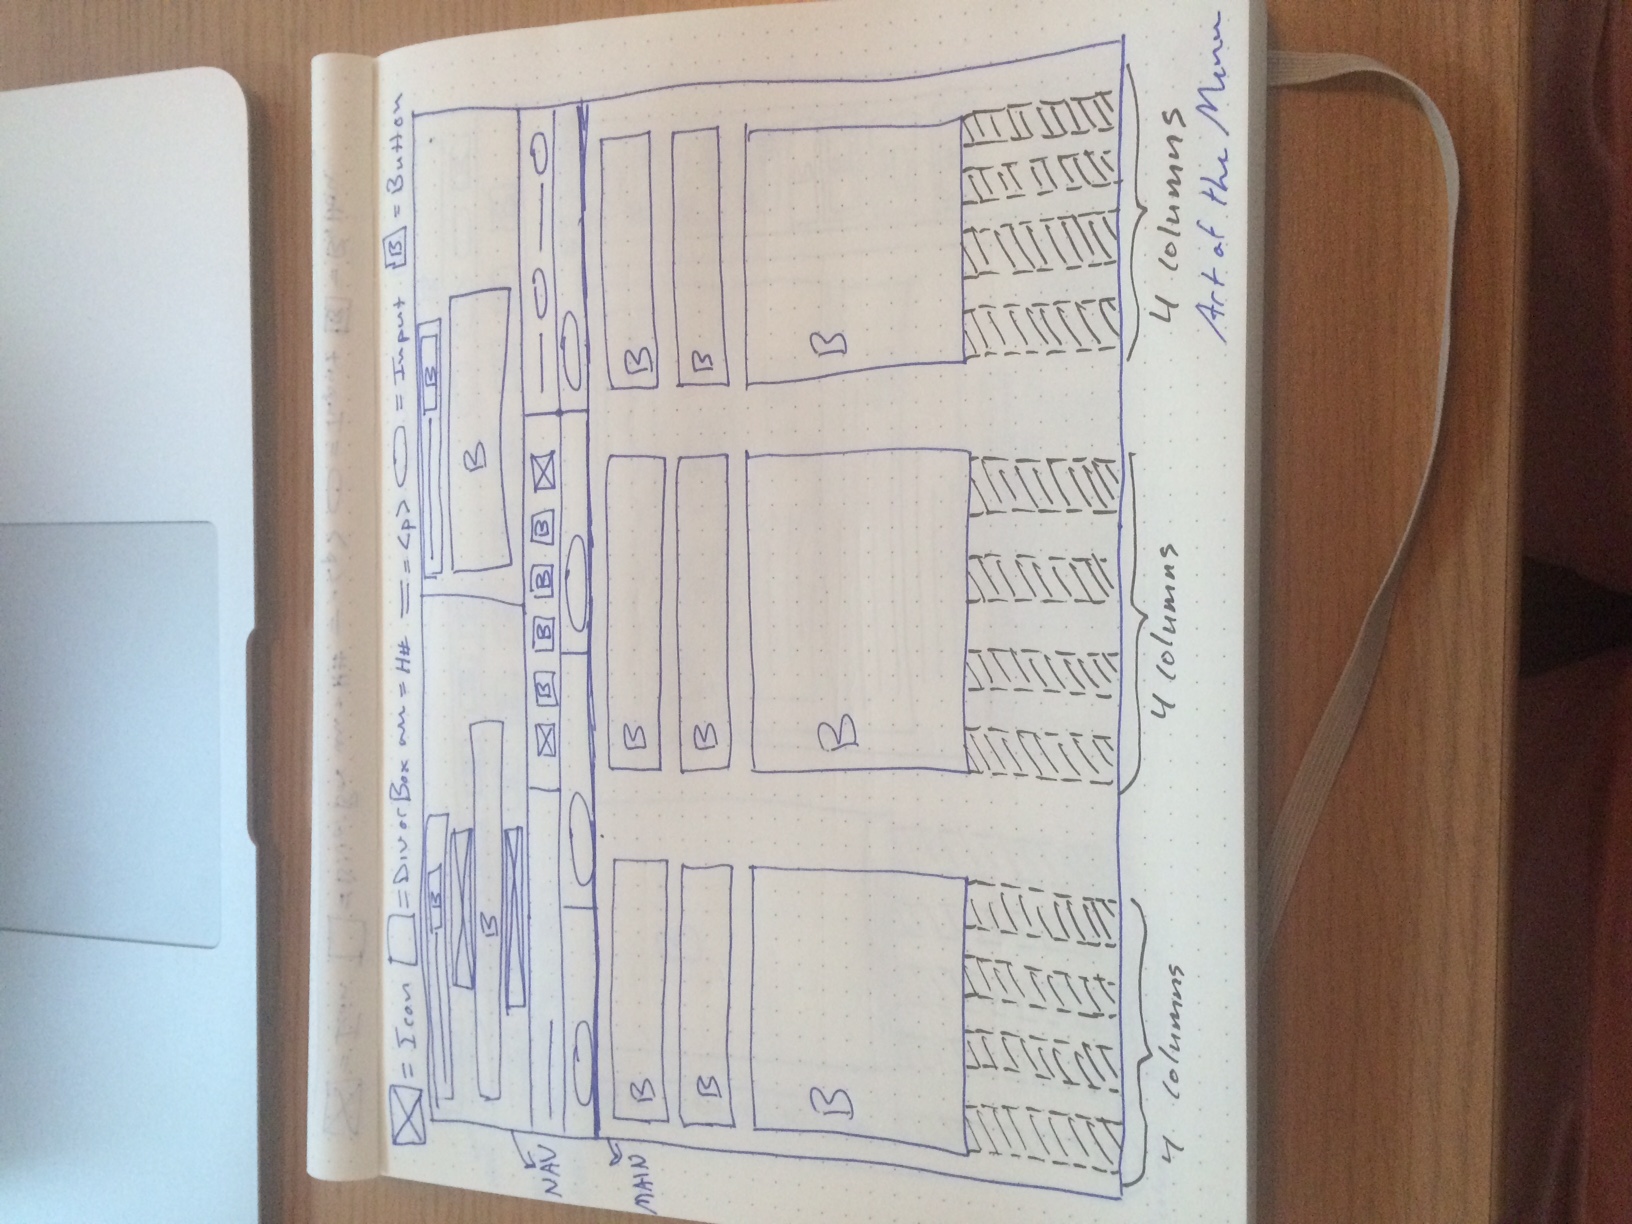 = Icon = Div or Box = H# = <p> = Input B = Button
B B
B B
NAV
B B B B
MAIN
B B B
B B B
B B B
4 columns 4 columns 4 columns
Art of the Menu